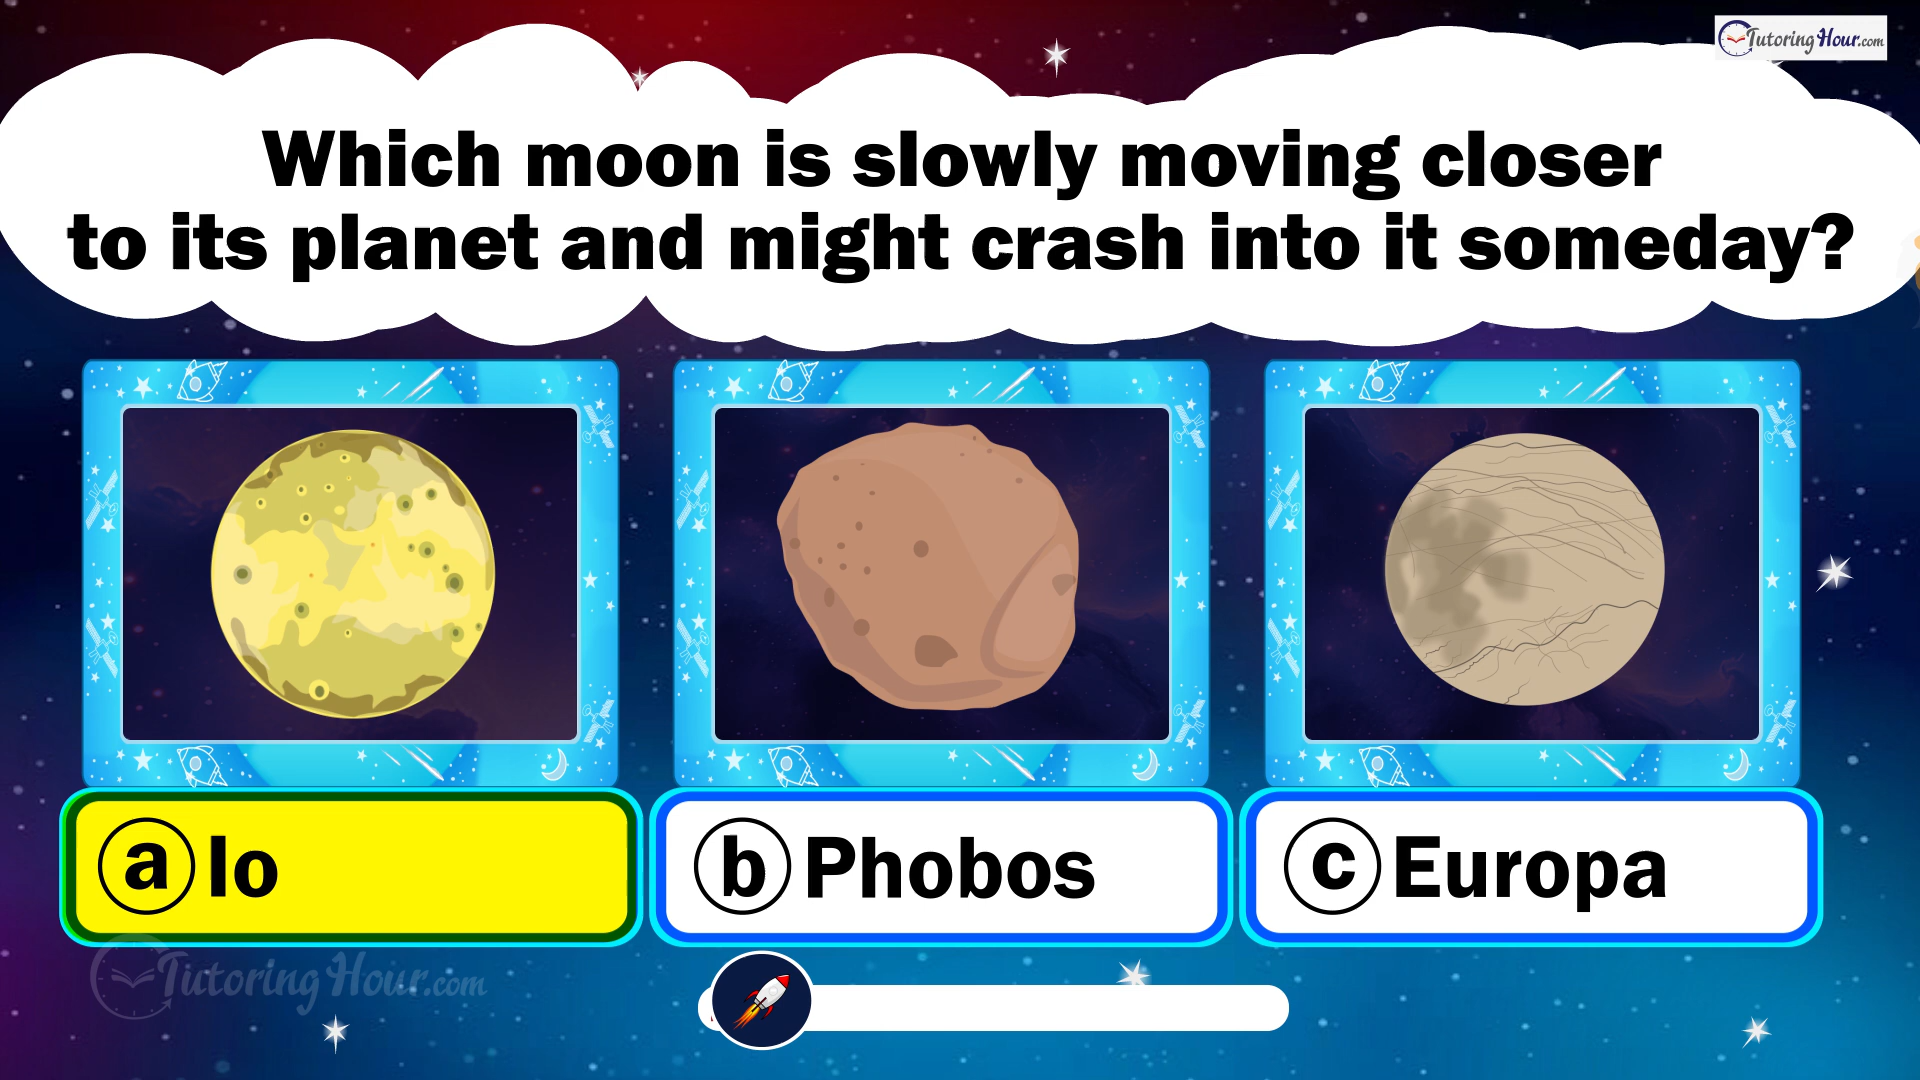 TutoringHour.com
Which moon is slowly moving closer
to its planet and might crash into it someday?
a Io
b Phobos
c Europa
TutoringHour.com